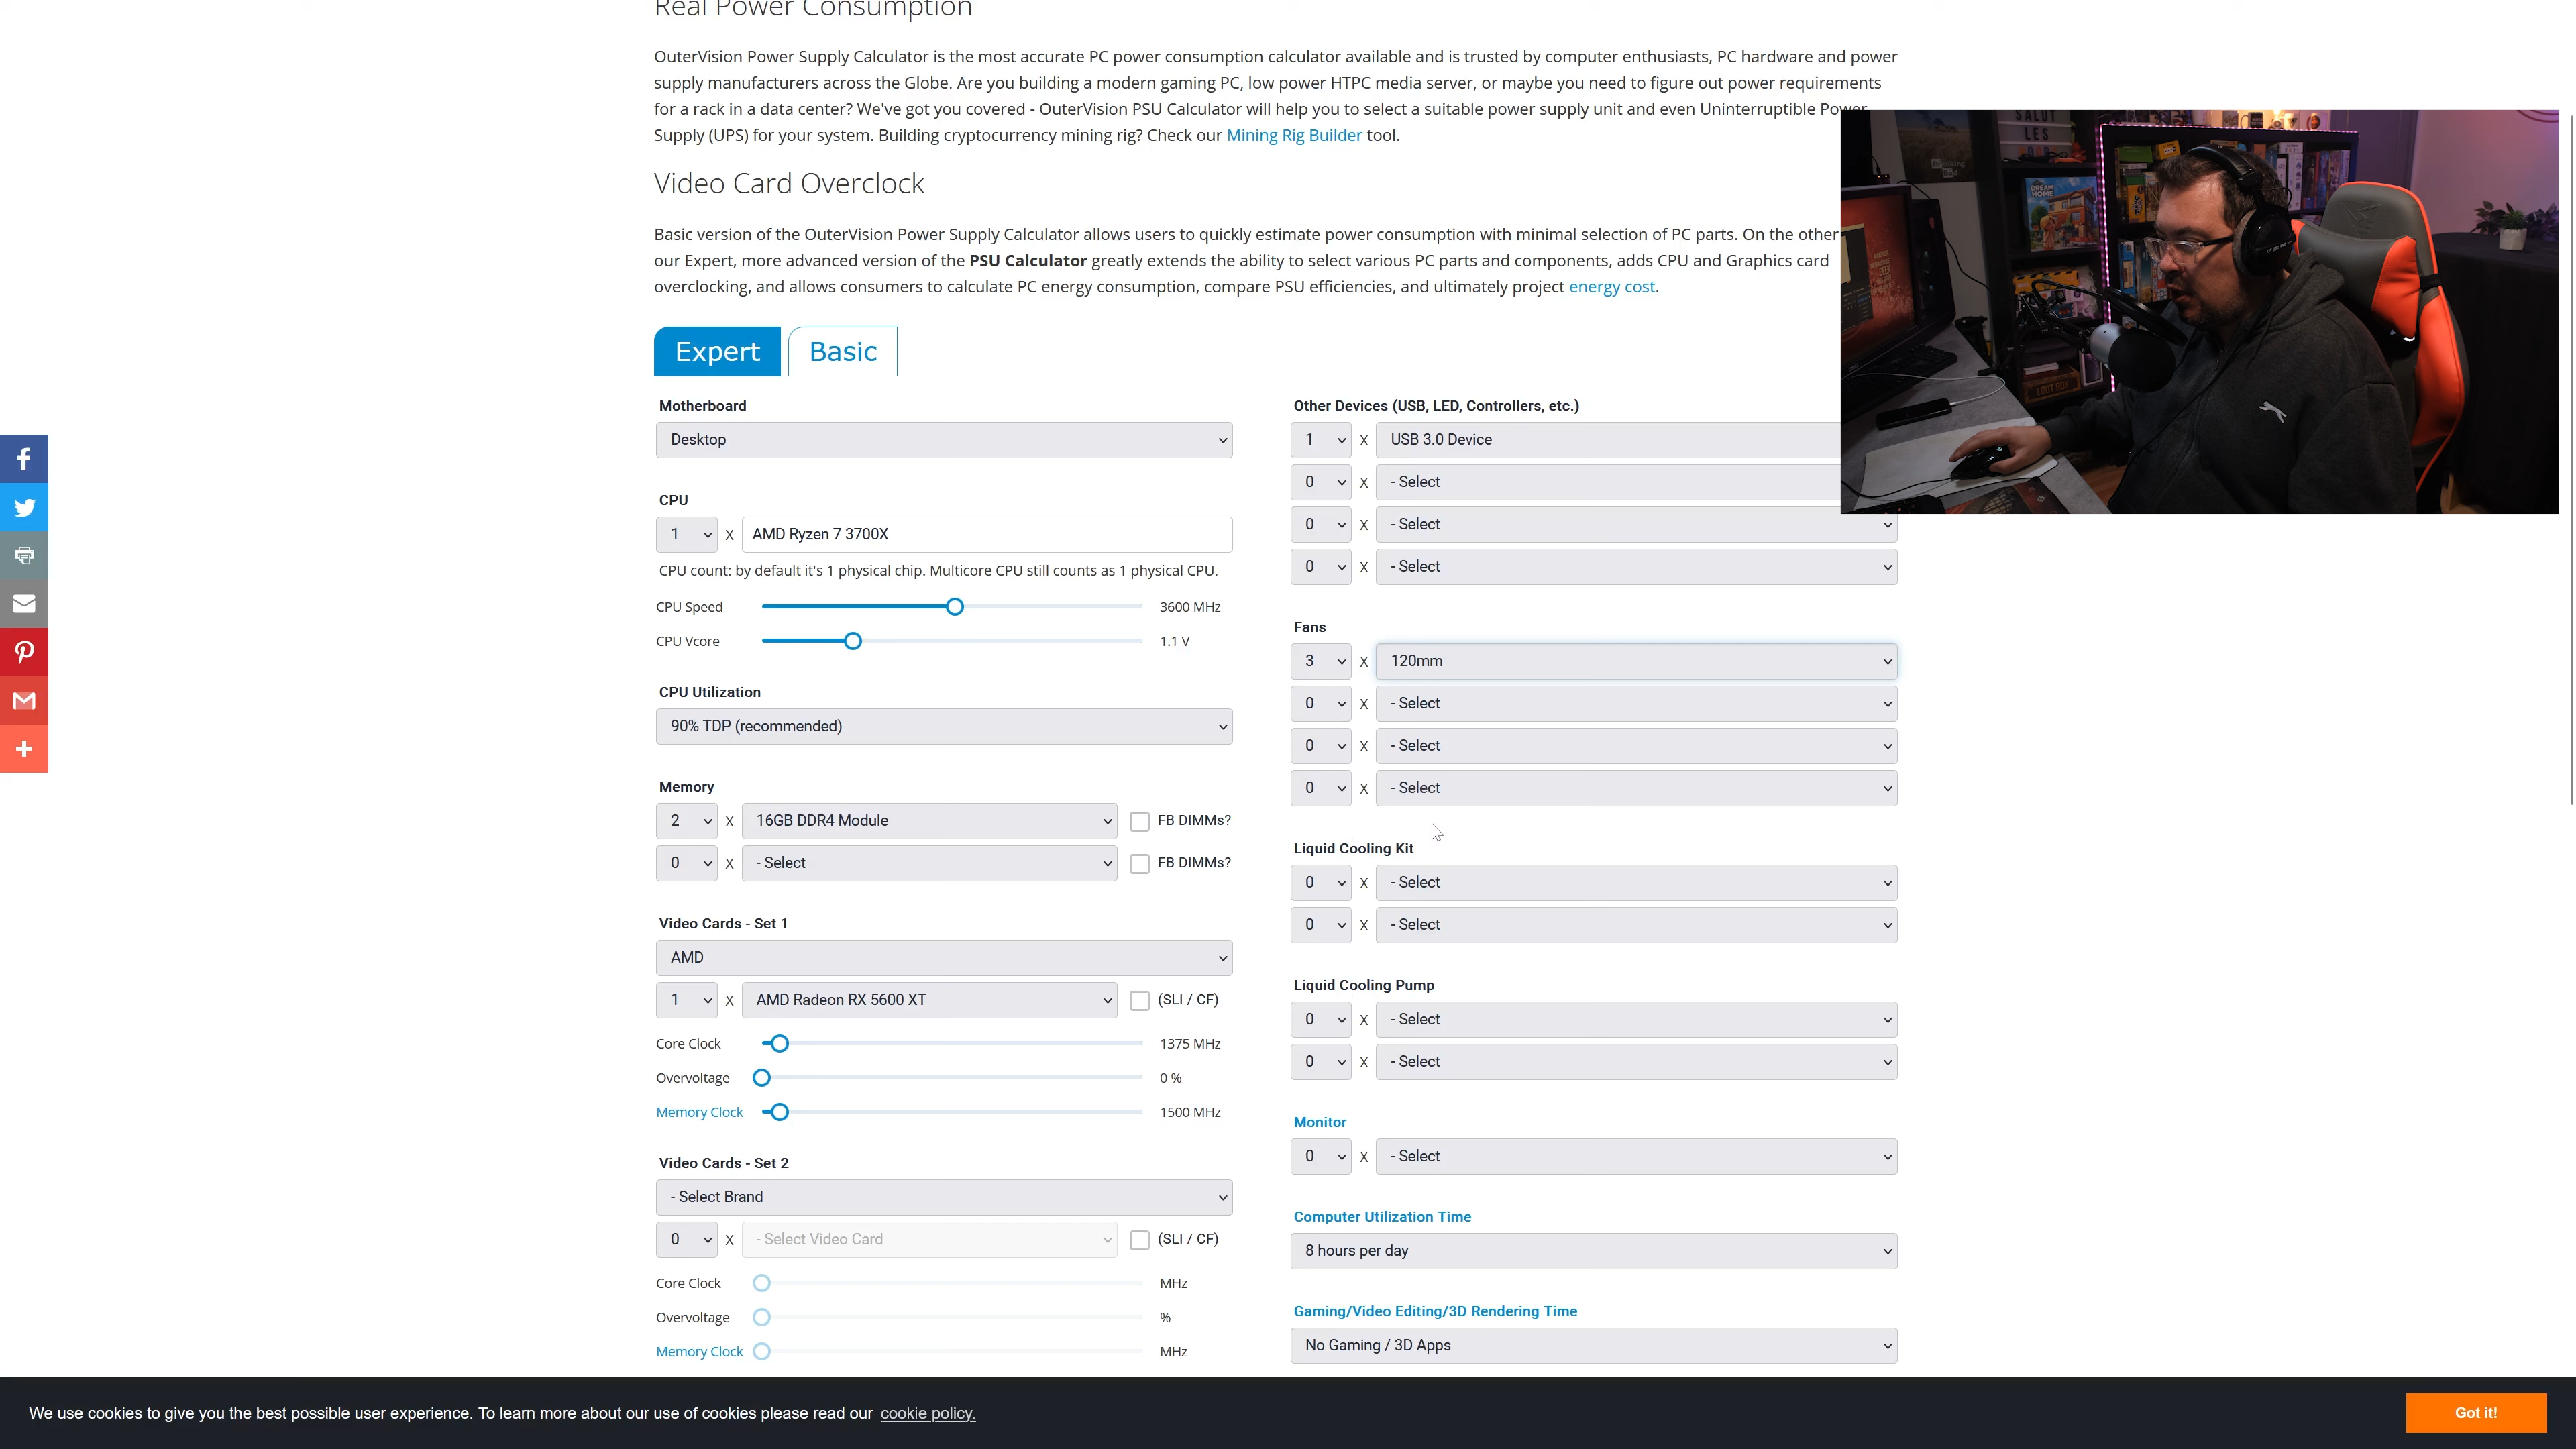 Real Power Consumption
OuterVision Power Supply Calculator is the most accurate PC power consumption calculator available and is trusted by computer enthusiasts, PC hardware and power
supply manufacturers across the Globe. Are you building a modern gaming PC, low power HTPC media server, or maybe you need to figure out power requirements
for a rack in a data center? We've got you covered - OuterVision PSU Calculator will help you to select a suitable power supply unit and even Uninterruptible Power
Supply (UPS) for your system. Building cryptocurrency mining rig? Check our Mining Rig Builder tool.
SALUT
LES
DREAM
HOME
LOOT BOX
Video Card Overclock
Basic version of the OuterVision Power Supply Calculator allows users to quickly estimate power consumption with minimal selection of PC parts. On the other
our Expert, more advanced version of the PSU Calculator greatly extends the ability to select various PC parts and components, adds CPU and Graphics card
overclocking, and allows consumers to calculate PC energy consumption, compare PSU efficiencies, and ultimately project energy cost.
Expert Basic
Motherboard
Desktop
CPU
1 X AMD Ryzen 7 3700X
CPU count: by default it's 1 physical chip. Multicore CPU still counts as 1 physical CPU.
CPU Speed 3600 MHz
CPU Vcore 1.1 V
CPU Utilization
90% TDP (recommended)
Memory
2 X 16GB DDR4 Module FB DIMMs?
0 X - Select FB DIMMs?
Video Cards - Set 1
AMD
1 X AMD Radeon RX 5600 XT (SLI / CF)
Core Clock 1375 MHz
Overvoltage 0 %
Memory Clock 1500 MHz
Video Cards - Set 2
- Select Brand
0 X - Select Video Card (SLI / CF)
Core Clock MHz
Overvoltage %
Memory Clock MHz
Other Devices (USB, LED, Controllers, etc.)
1 X USB 3.0 Device
0 X - Select
0 X - Select
0 X - Select
Fans
3 X 120mm
0 X - Select
0 X - Select
0 X - Select
Liquid Cooling Kit
0 X - Select
0 X - Select
Liquid Cooling Pump
0 X - Select
0 X - Select
Monitor
0 X - Select
Computer Utilization Time
8 hours per day
Gaming/Video Editing/3D Rendering Time
No Gaming / 3D Apps
We use cookies to give you the best possible user experience. To learn more about our use of cookies please read our cookie policy.
Got it!